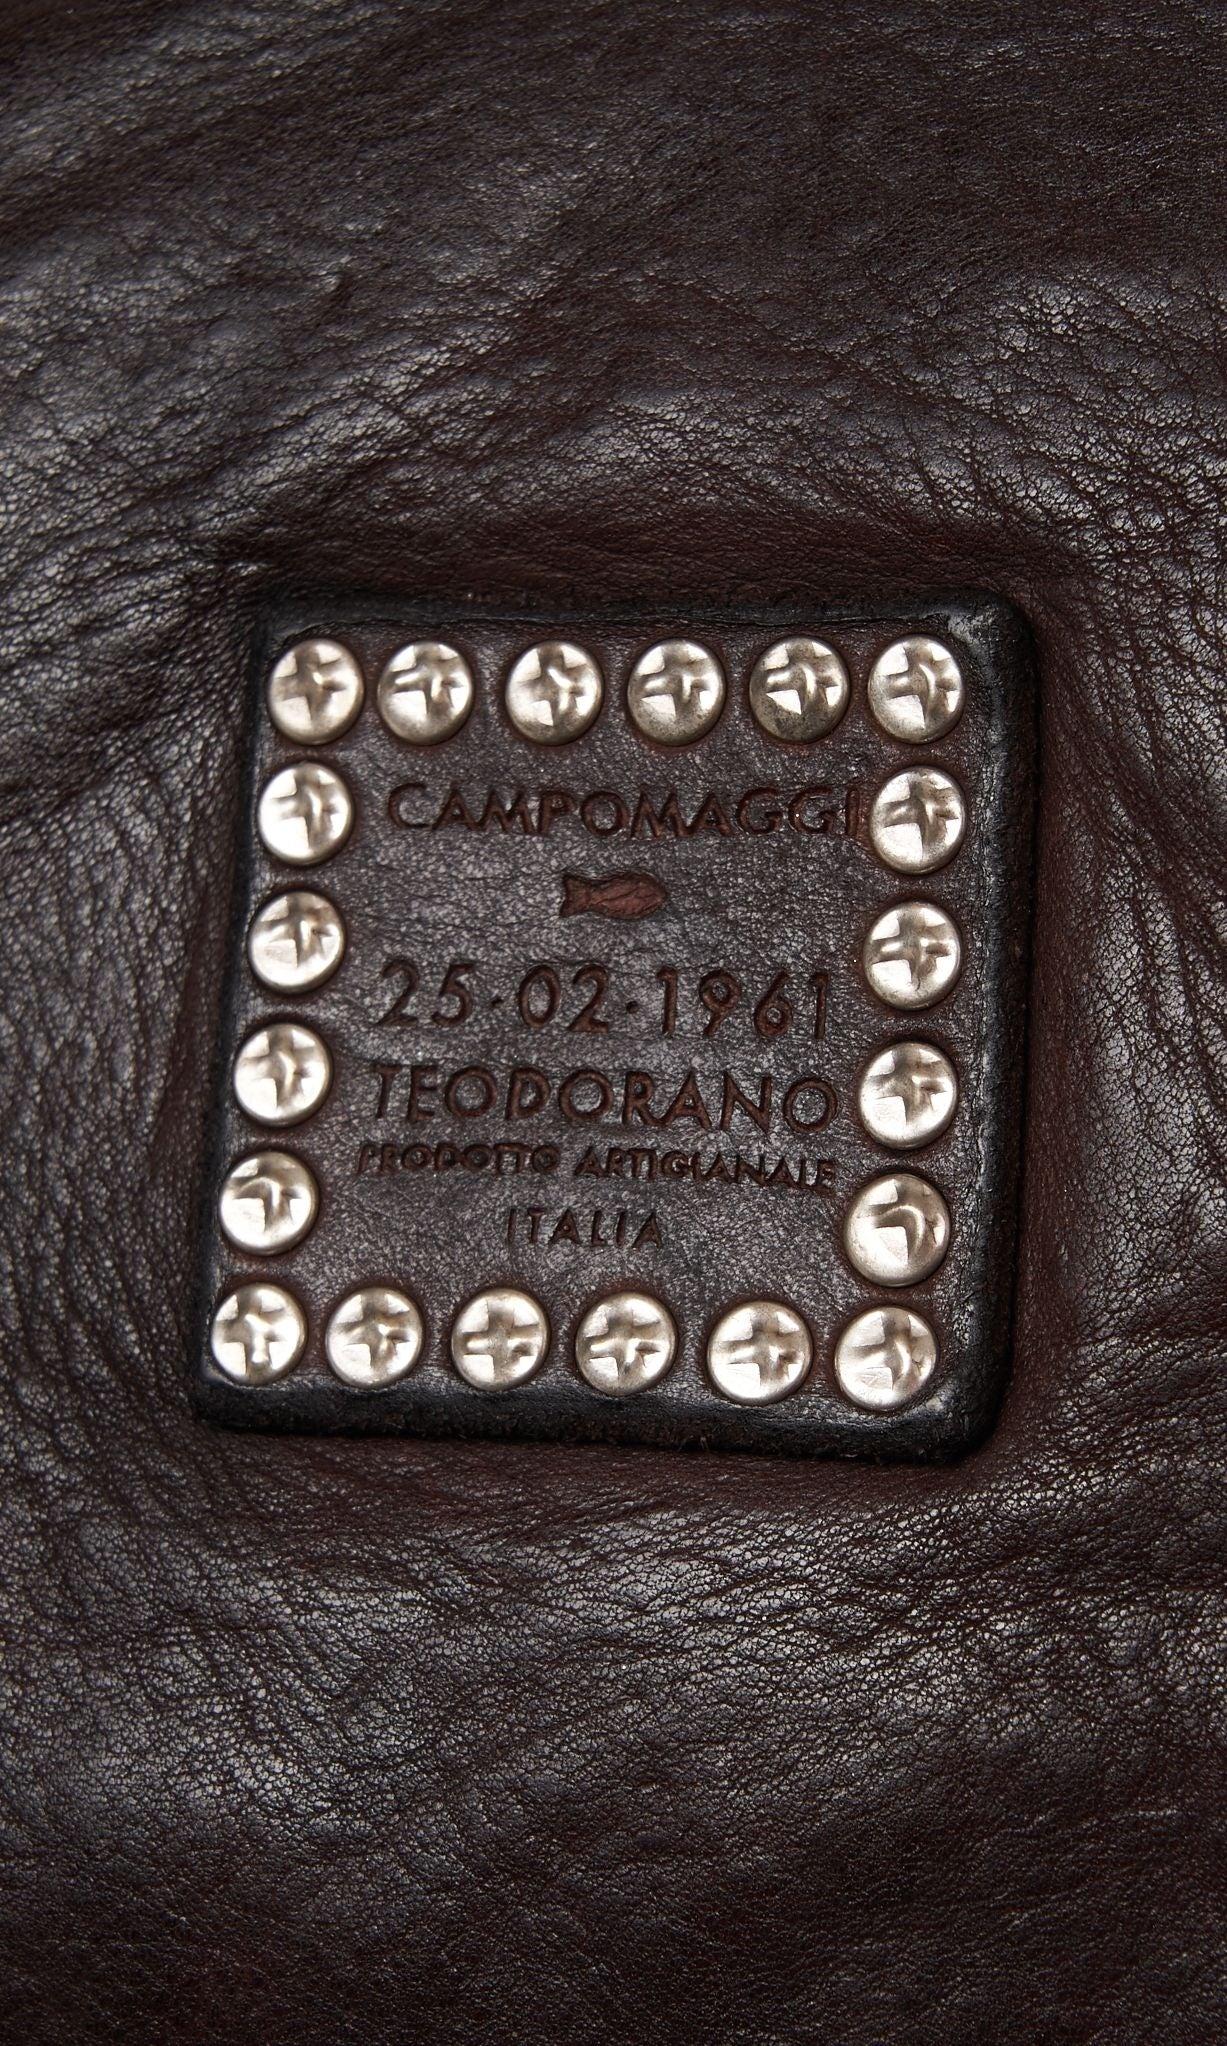 CAMPOMAGGI
25·02·1961
TEODORANO
PRODOTTO ARTIGIANALE
ITALIA